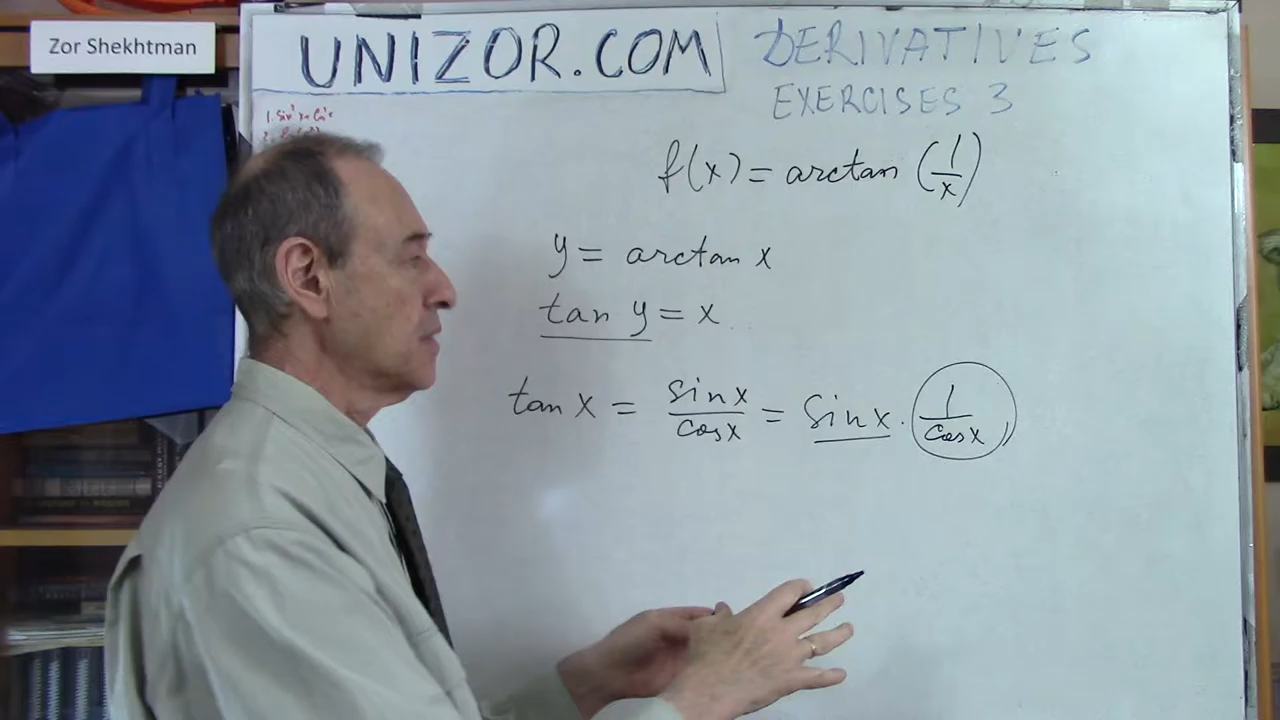 Zor Shekhtman
UNIZOR.COM
DERIVATIVES
EXERCISES 3
f(x) = arctan (1/x)
y = arctan x
tan y = x
tan x = sin x / cos x = sin x · 1 / cos x